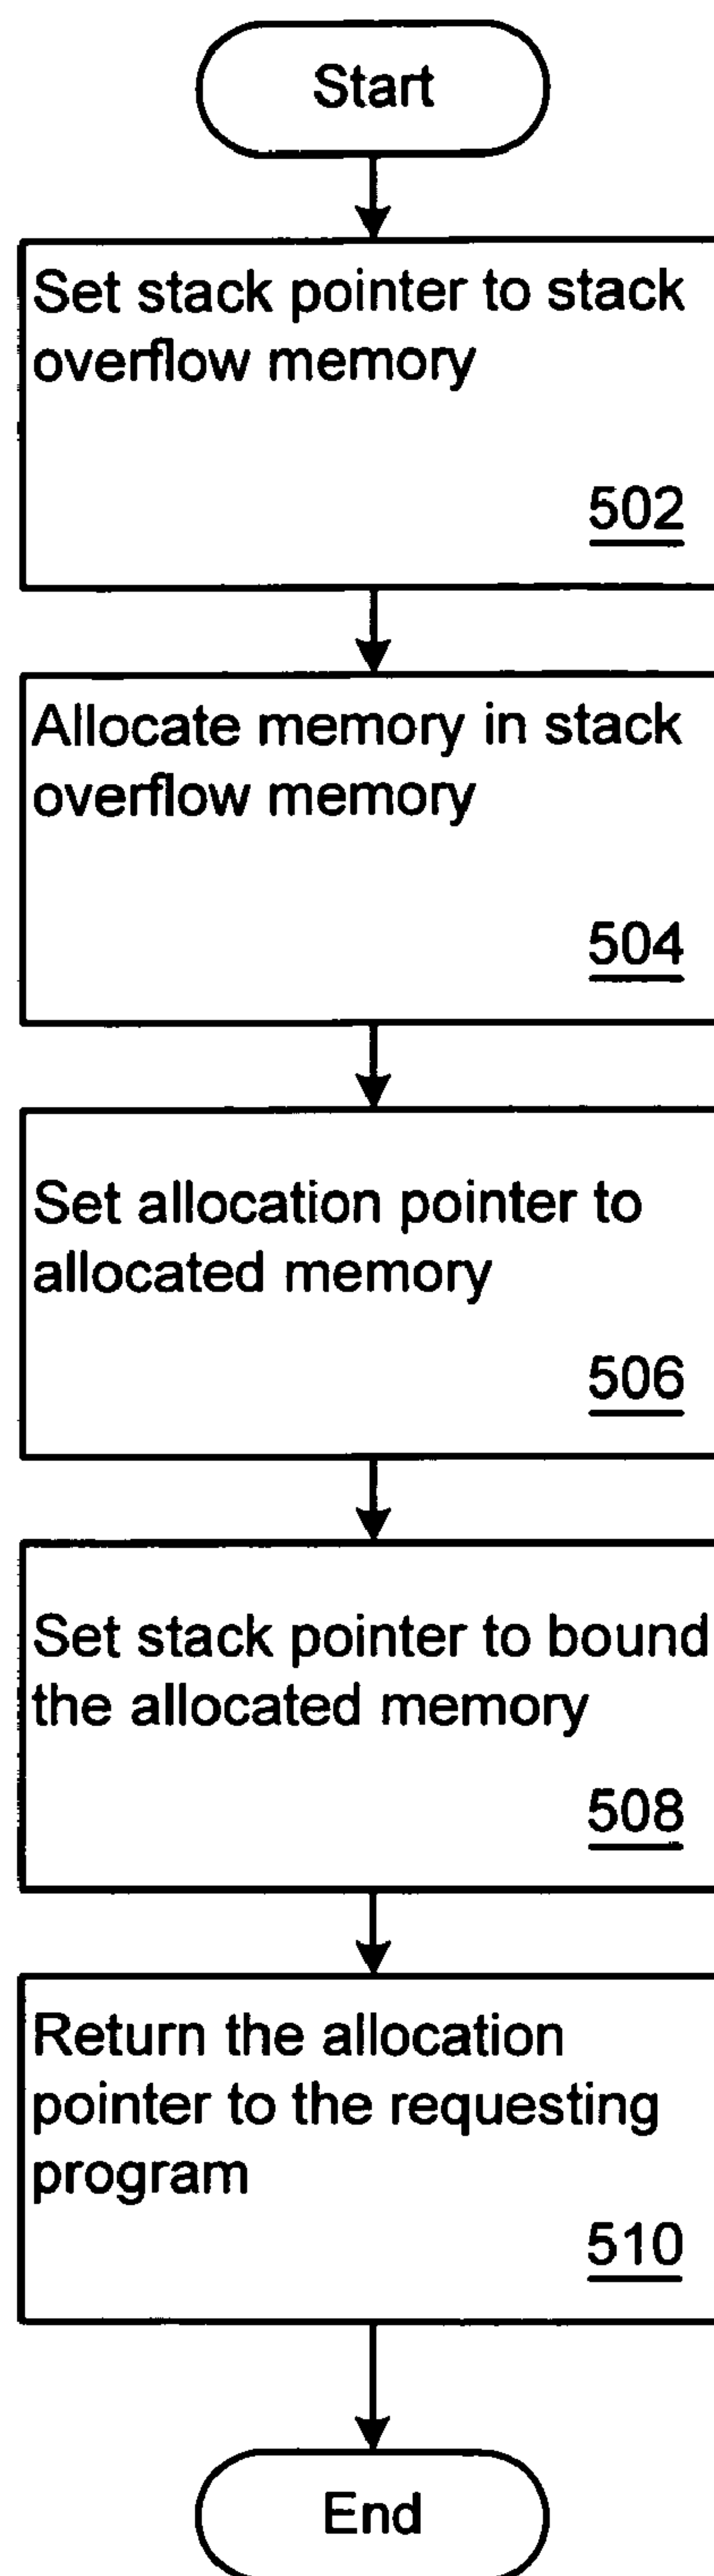 Start
Set stack pointer to stack
overflow memory
502
Allocate memory in stack
overflow memory
504
Set allocation pointer to
allocated memory
506
Set stack pointer to bound
the allocated memory
508
Return the allocation
pointer to the requesting
program
510
End